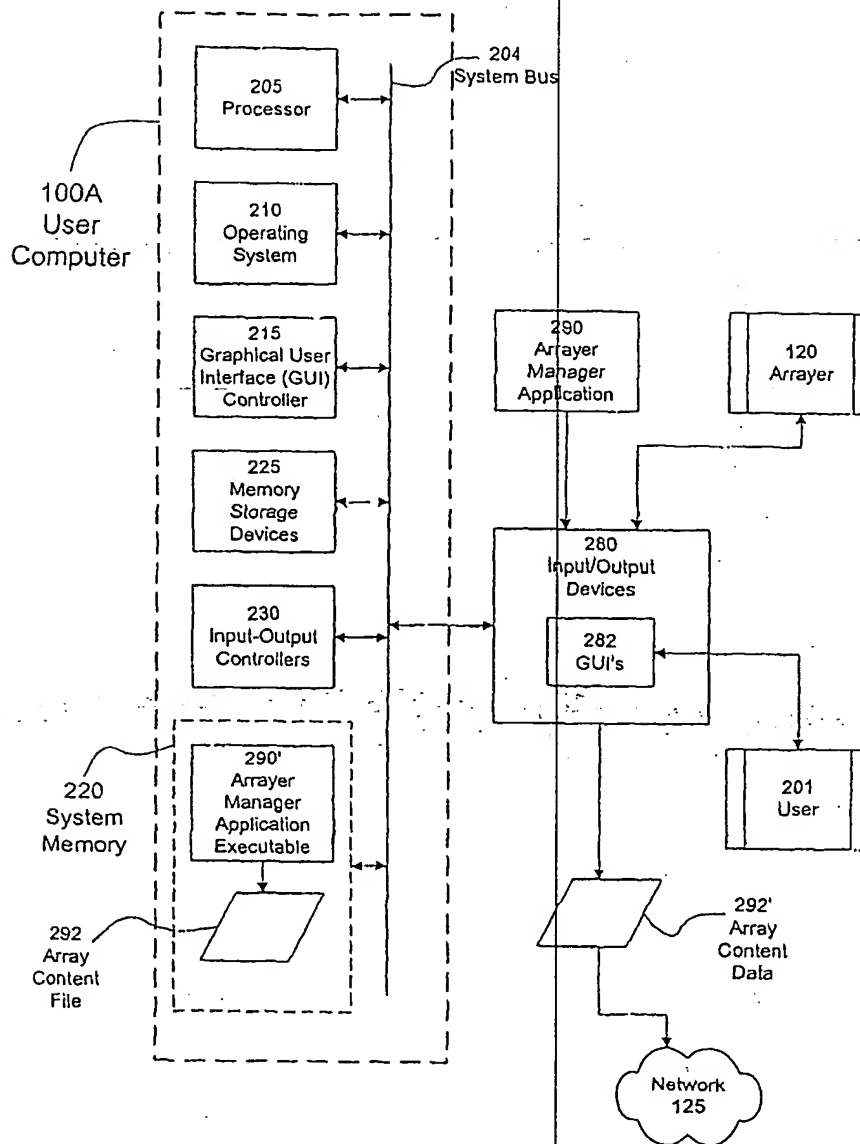 204
System Bus
205
Processor
100A
User
Computer
210
Operating
System
215
Graphical User
Interface (GUI)
Controller
290
Arrayer
Manager
Application
120
Arrayer
225
Memory
Storage
Devices
280
Input/Output
Devices
230
Input-Output
Controllers
282
GUI's
220
System
Memory
290'
Arrayer
Manager
Application
Executable
201
User
292
Array
Content
File
292'
Array
Content
Data
Network
125